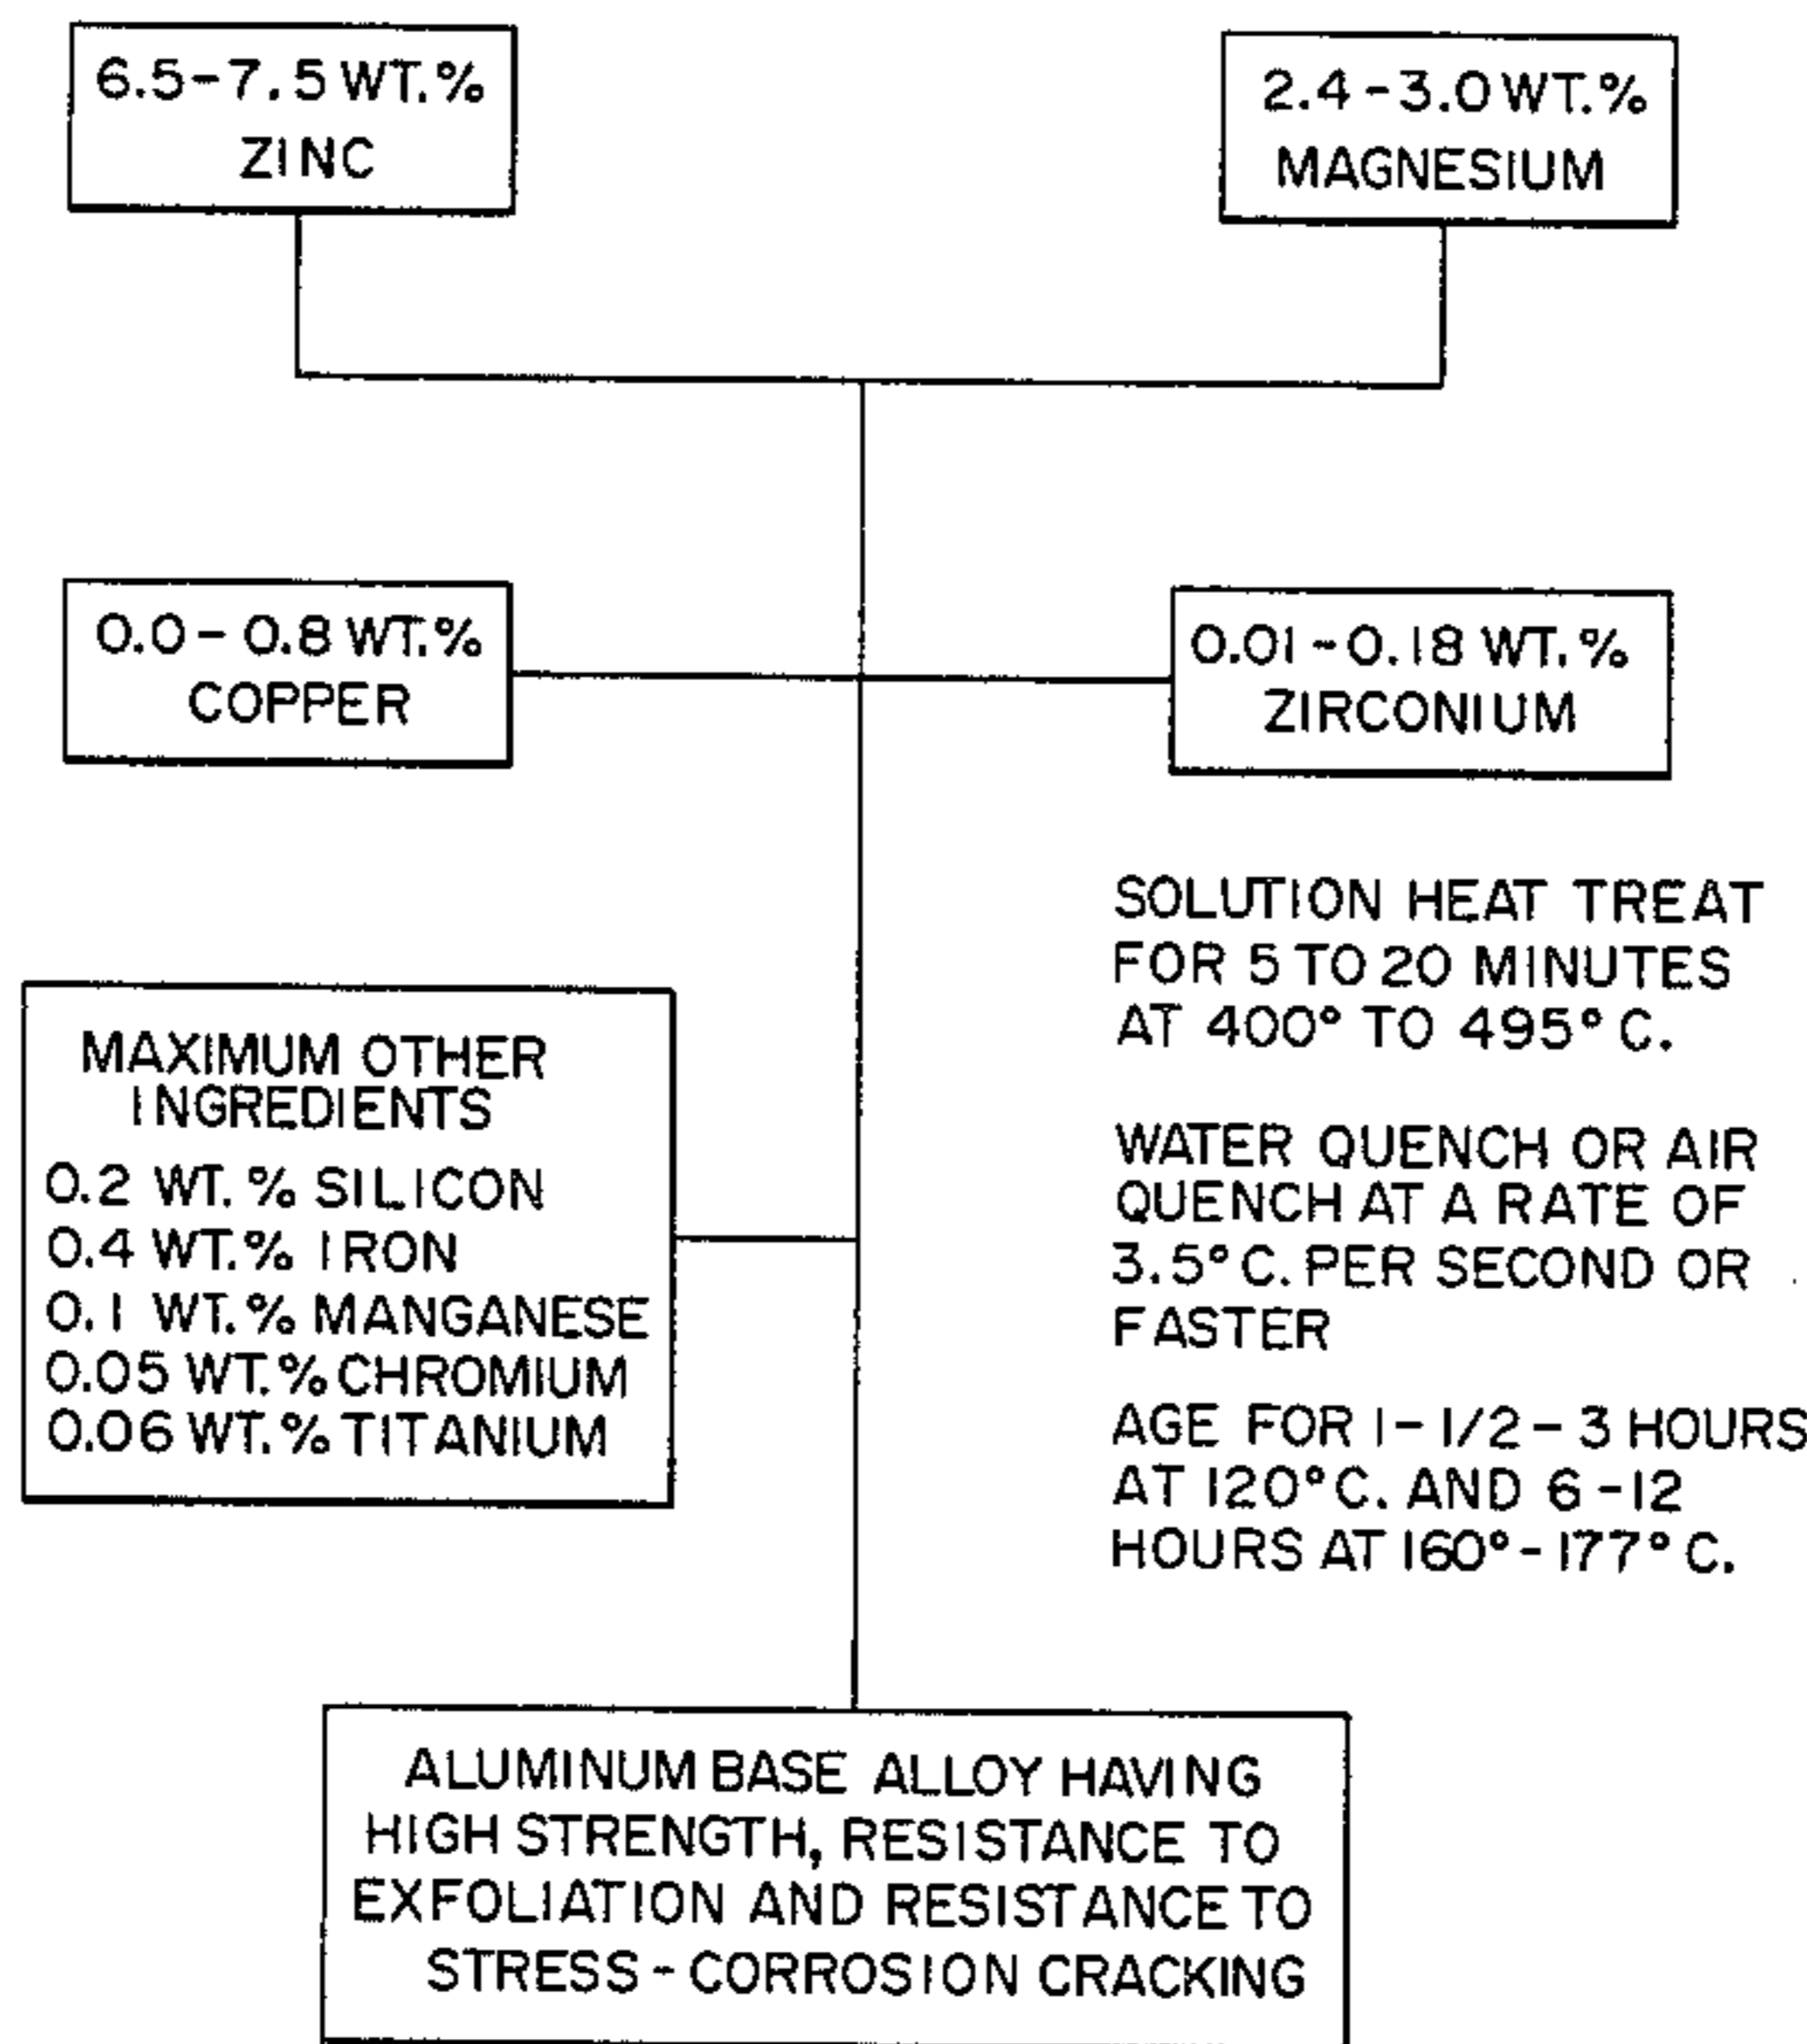 6.5-7.5 WT.%
ZINC
2.4-3.0 WT.%
MAGNESIUM
0.0-0.8 WT.%
COPPER
0.01-0.18 WT.%
ZIRCONIUM
MAXIMUM OTHER
INGREDIENTS
0.2 WT.% SILICON
0.4 WT.% IRON
0.1 WT.% MANGANESE
0.05 WT.% CHROMIUM
0.06 WT.% TITANIUM
SOLUTION HEAT TREAT
FOR 5 TO 20 MINUTES
AT 400° TO 495° C.
WATER QUENCH OR AIR
QUENCH AT A RATE OF
3.5° C. PER SECOND OR
FASTER
AGE FOR 1-1/2-3 HOURS
AT 120° C. AND 6-12
HOURS AT 160°-177° C.
ALUMINUM BASE ALLOY HAVING
HIGH STRENGTH, RESISTANCE TO
EXFOLIATION AND RESISTANCE TO
STRESS-CORROSION CRACKING